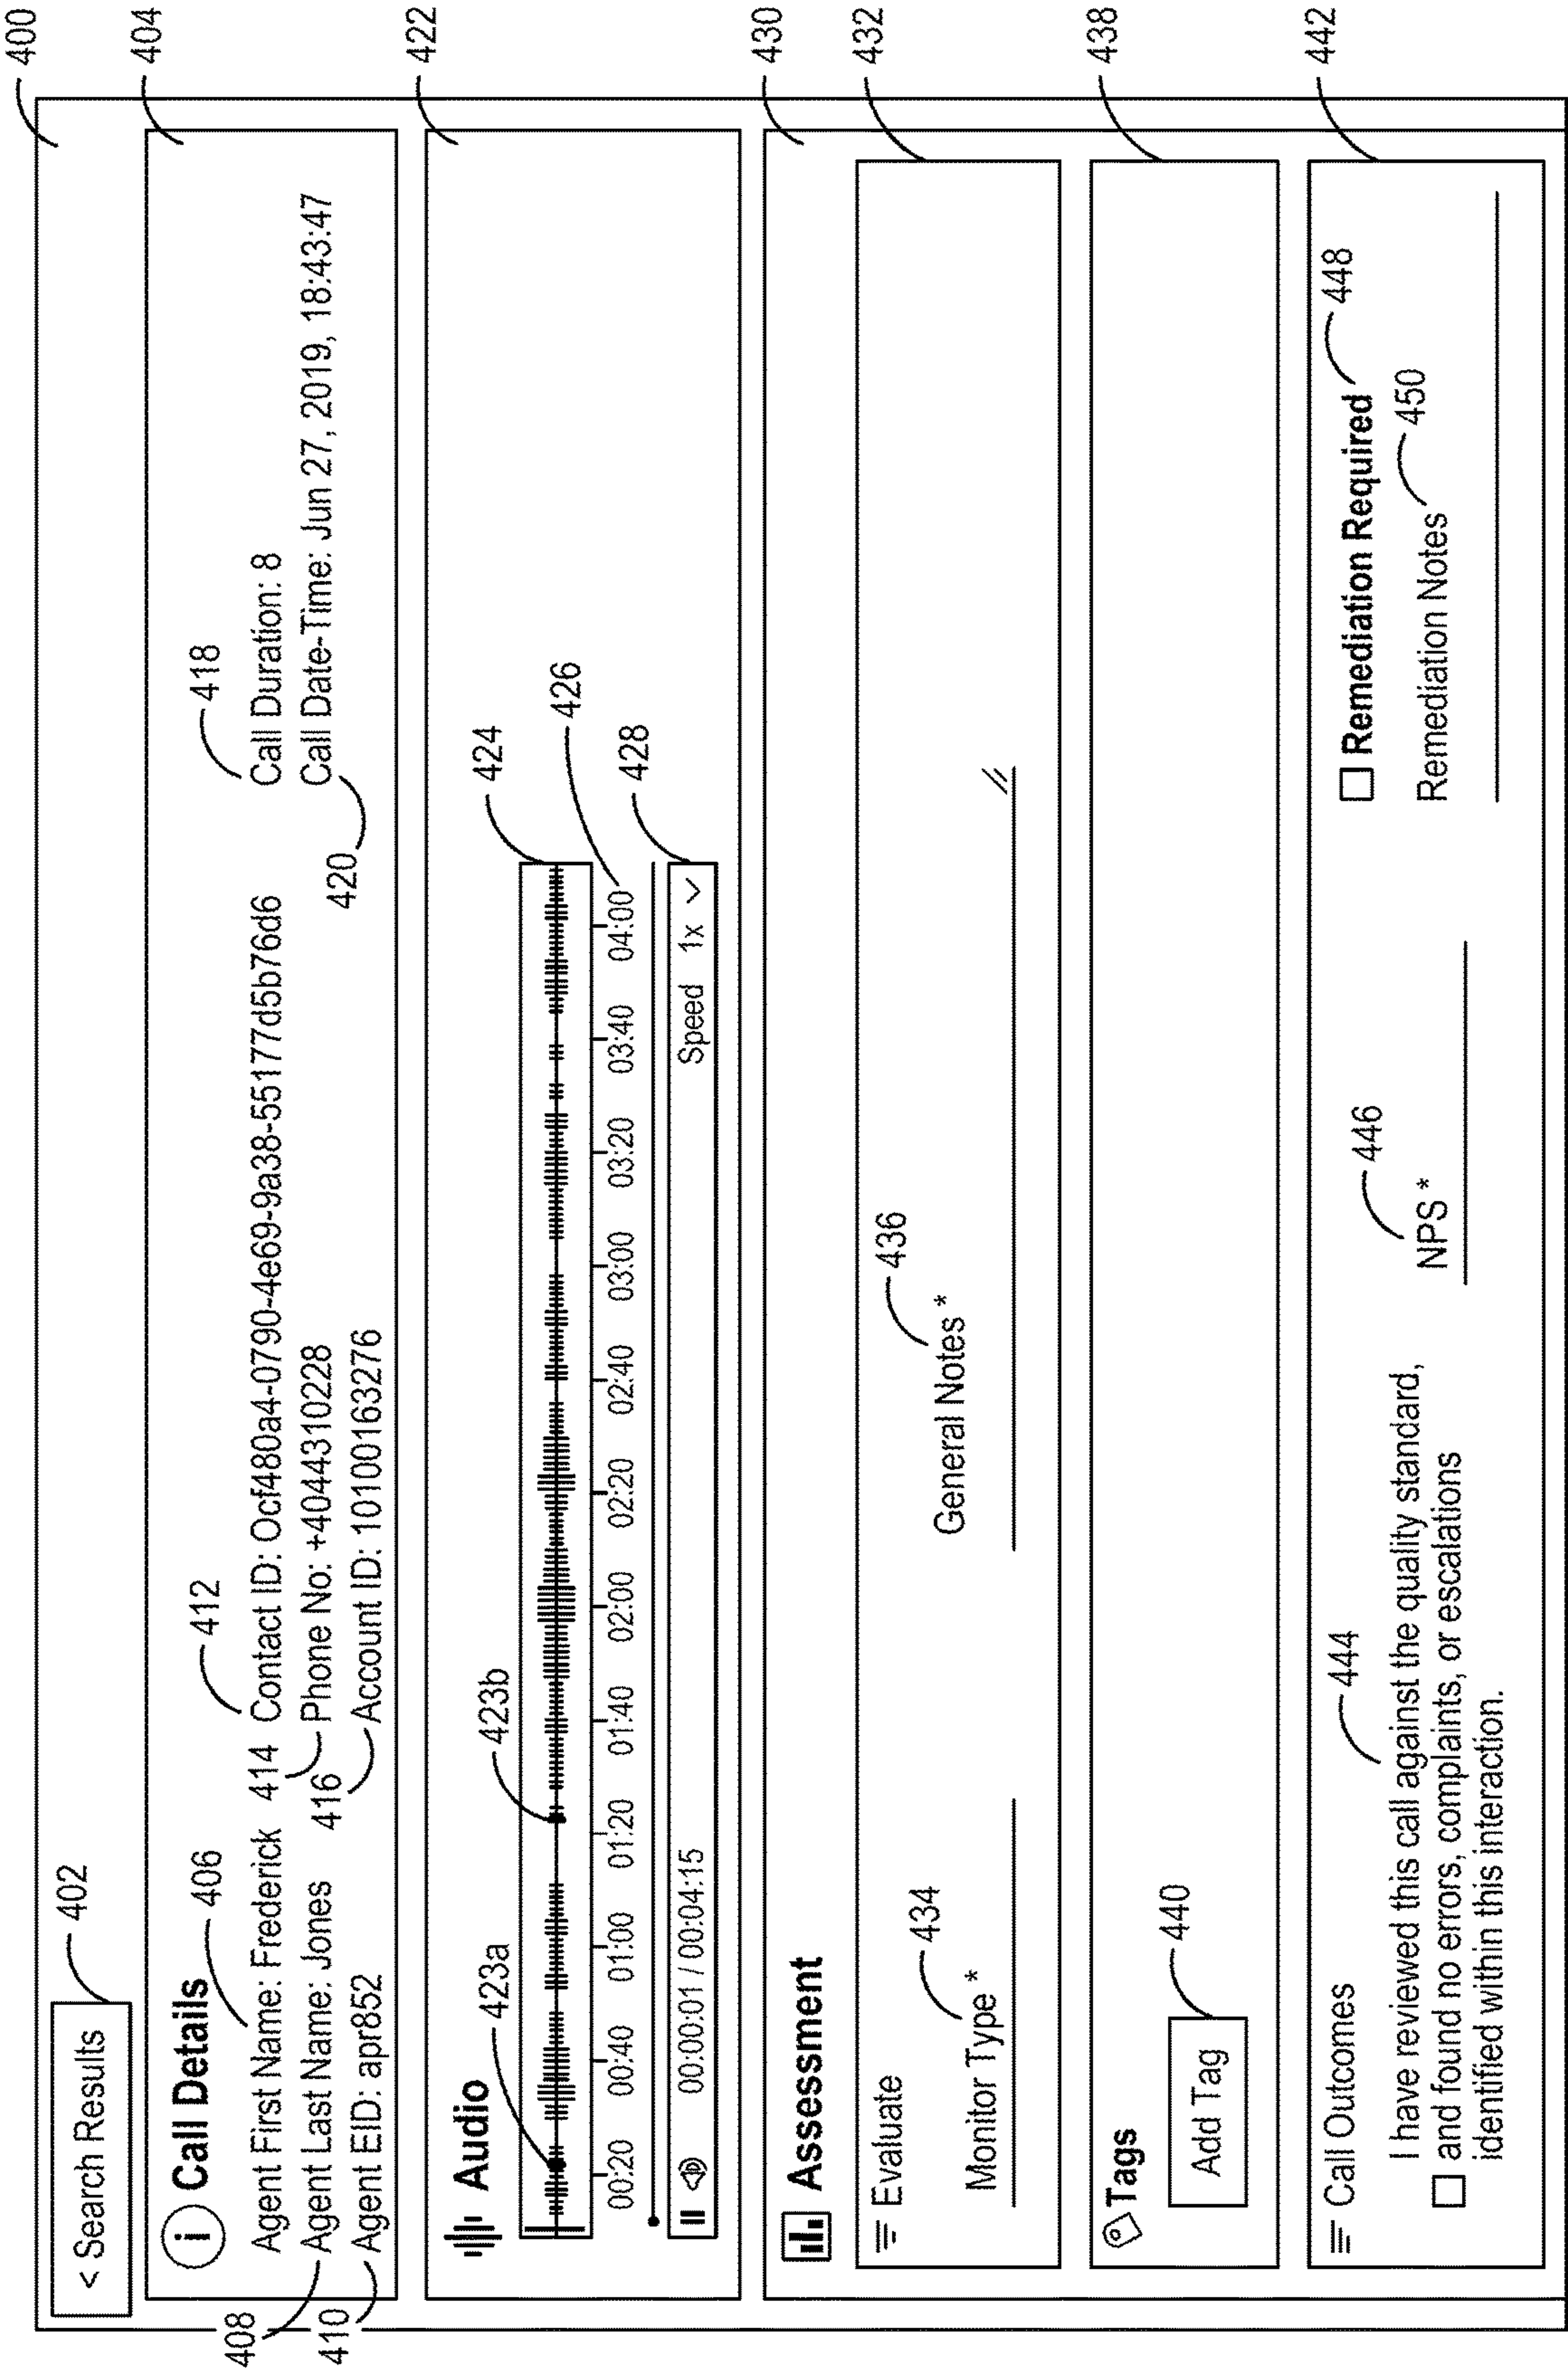 400
402
< Search Results
404
Call Details
406
Agent First Name: Frederick
408
Agent Last Name: Jones
410
Agent EID: apr852
412
Contact ID: Ocf480a4-0790-4e69-9a38-55177d5b76d6
414
Phone No: +4044310228
416
Account ID: 10100163276
418
Call Duration: 8
Call Date-Time: Jun 27, 2019, 18:43:47
420
422
Audio
423a
423b
424
00:20 00:40 01:00 01:20 01:40 02:00 02:20 02:40 03:00 03:20 03:40 04:00
426
00:00:01 / 00:04:15
Speed 1x
428
430
Assessment
432
Evaluate
434
Monitor Type *
436
General Notes *
438
Tags
440
Add Tag
442
Call Outcomes
444
I have reviewed this call against the quality standard,
and found no errors, complaints, or escalations
identified within this interaction.
446
NPS *
448
Remediation Required
450
Remediation Notes